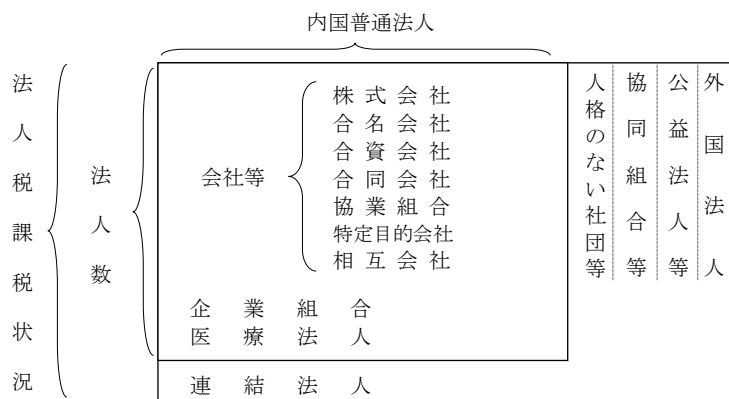 内国普通法人
法人税課税状況
法人数
会社等
株式会社
合名会社
合資会社
合同会社
協業組合
特定目的会社
相互会社
企業組合
医療法人
連結法人
人格のない社団等
協同組合等
公益法人等
外国法人